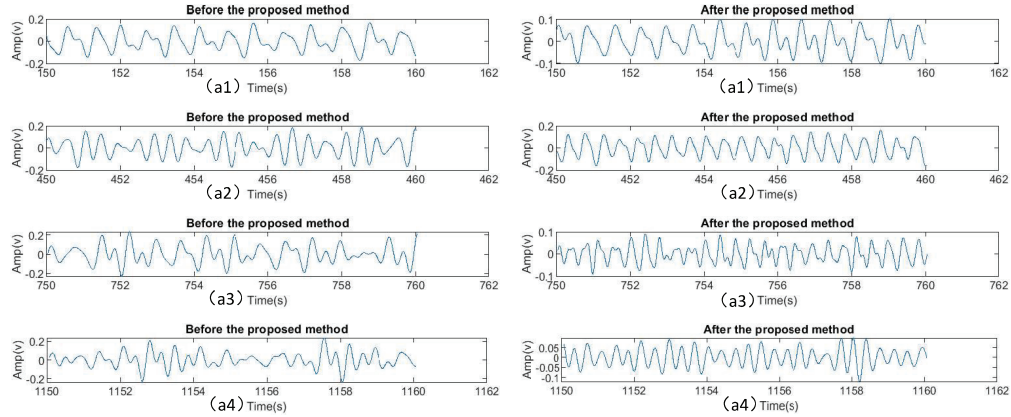 Before the proposed method
Amp(v)
0.2
0
-0.2
150 152 154 156 158 160 162
（a1） Time(s)
After the proposed method
Amp(v)
0.1
0
-0.1
150 152 154 156 158 160 162
（a1） Time(s)
Before the proposed method
Amp(v)
0.2
0
-0.2
450 452 454 456 458 460 462
（a2） Time(s)
After the proposed method
Amp(v)
0.2
0
-0.2
450 452 454 456 458 460 462
（a2） Time(s)
Before the proposed method
Amp(v)
0.2
0
-0.2
750 752 754 756 758 760 762
（a3） Time(s)
After the proposed method
Amp(v)
0.1
0
-0.1
750 752 754 756 758 760 762
（a3） Time(s)
Before the proposed method
Amp(v)
0.2
0
-0.2
1150 1152 1154 1156 1158 1160 1162
（a4） Time(s)
After the proposed method
Amp(v)
0.05
0
-0.05
-0.1
1150 1152 1154 1156 1158 1160 1162
（a4） Time(s)